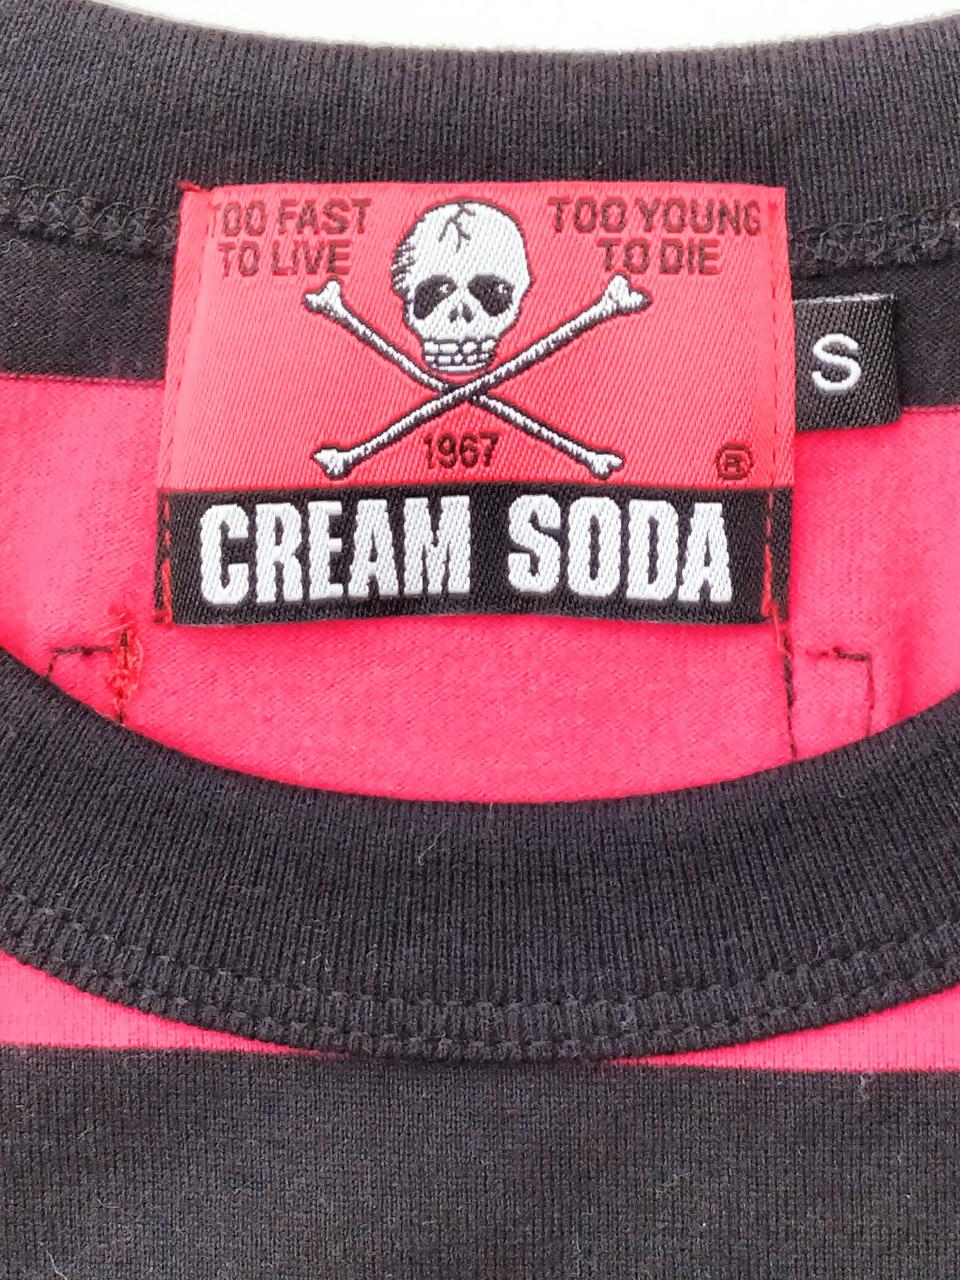 TOO FAST
TO LIVE
TOO YOUNG
TO DIE
S
1967
®
CREAM SODA